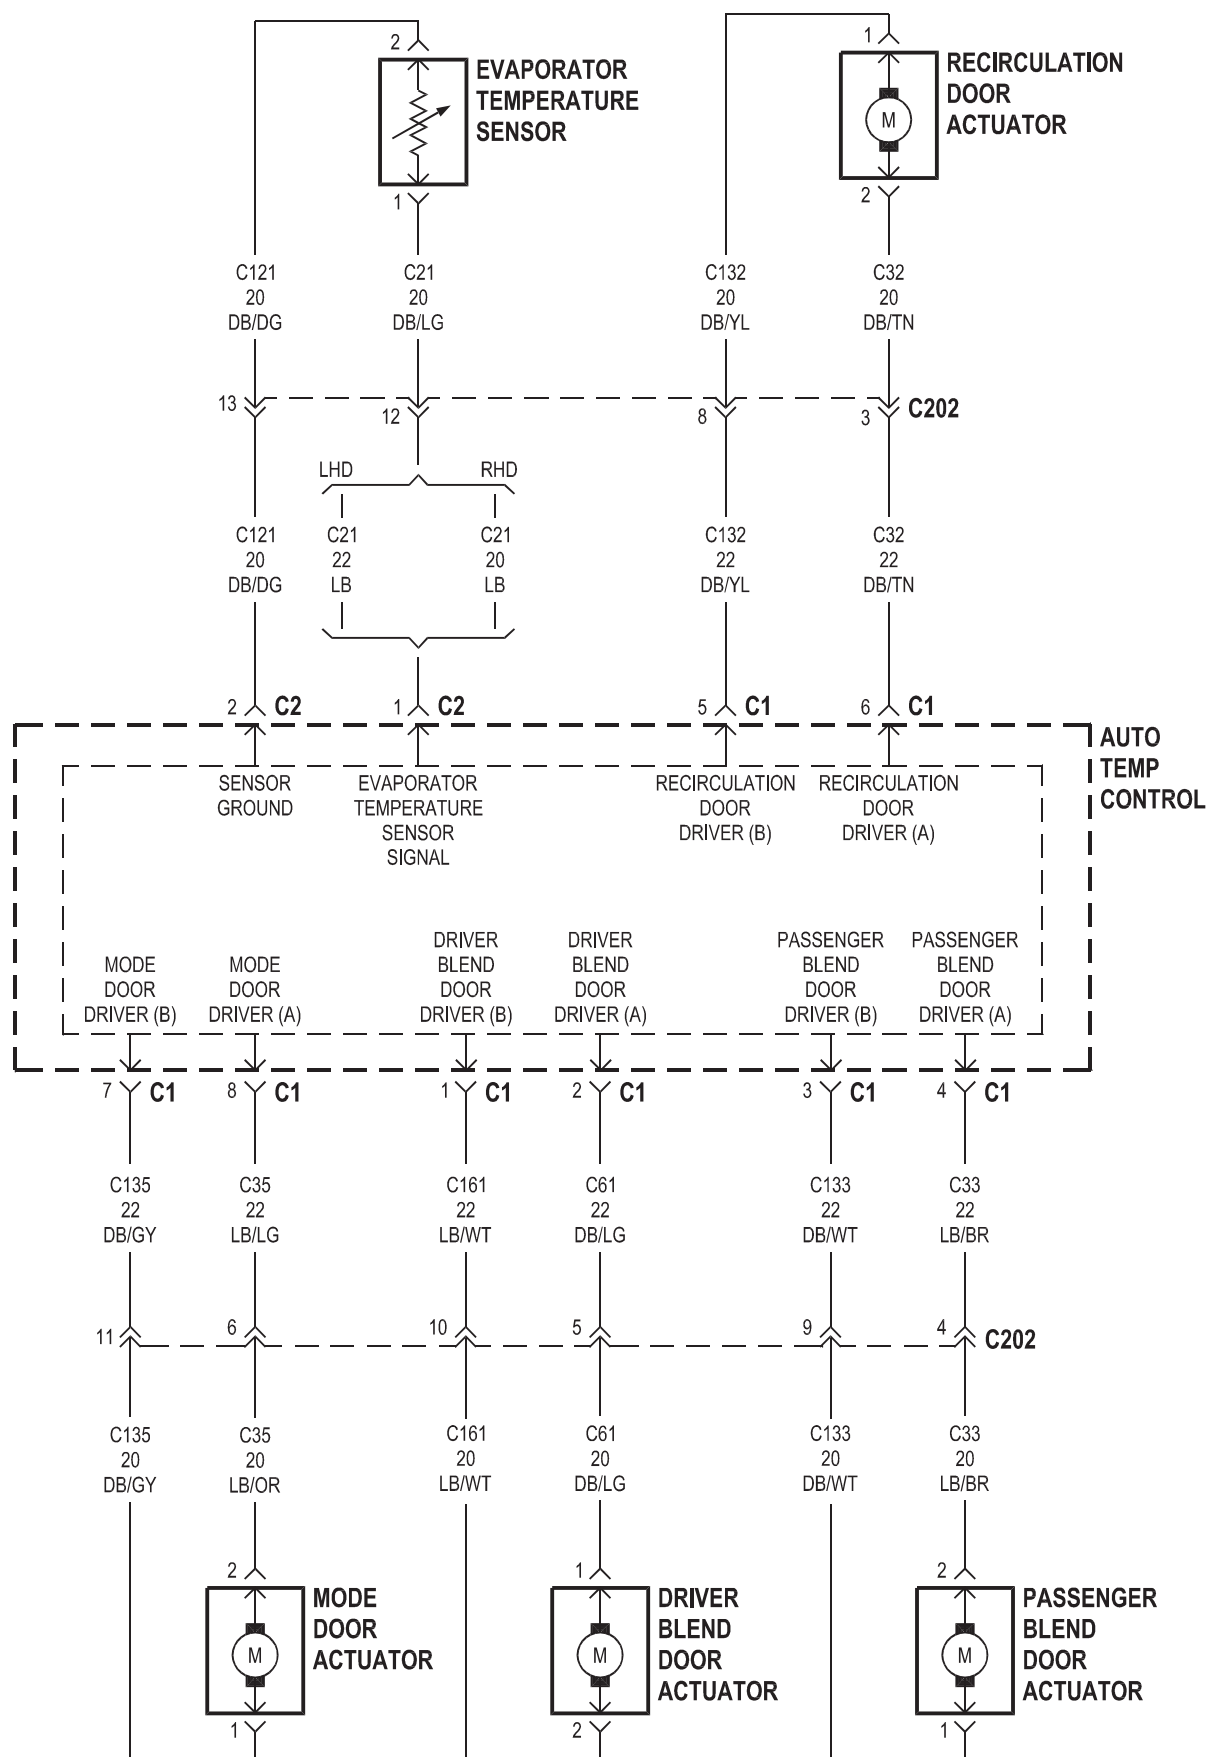 2
EVAPORATOR
TEMPERATURE
SENSOR
1
1
RECIRCULATION
DOOR
ACTUATOR
M
2
C121
20
DB/DG
C21
20
DB/LG
C132
20
DB/YL
C32
20
DB/TN
13
12
8
3
C202
LHD
RHD
C121
20
DB/DG
C21
22
LB
C21
20
LB
C132
22
DB/YL
C32
22
DB/TN
2 C2
1 C2
5 C1
6 C1
AUTO
TEMP
CONTROL
SENSOR
GROUND
EVAPORATOR
TEMPERATURE
SENSOR
SIGNAL
RECIRCULATION
DOOR
DRIVER (B)
RECIRCULATION
DOOR
DRIVER (A)
MODE
DOOR
DRIVER (B)
MODE
DOOR
DRIVER (A)
DRIVER
BLEND
DOOR
DRIVER (B)
DRIVER
BLEND
DOOR
DRIVER (A)
PASSENGER
BLEND
DOOR
DRIVER (B)
PASSENGER
BLEND
DOOR
DRIVER (A)
7 C1
8 C1
1 C1
2 C1
3 C1
4 C1
C135
22
DB/GY
C35
22
LB/LG
C161
22
LB/WT
C61
22
DB/LG
C133
22
DB/WT
C33
22
LB/BR
11
6
10
5
9
4
C202
C135
20
DB/GY
C35
20
LB/OR
C161
20
LB/WT
C61
20
DB/LG
C133
20
DB/WT
C33
20
LB/BR
2
MODE
DOOR
ACTUATOR
M
1
1
DRIVER
BLEND
DOOR
ACTUATOR
M
2
2
PASSENGER
BLEND
DOOR
ACTUATOR
M
1